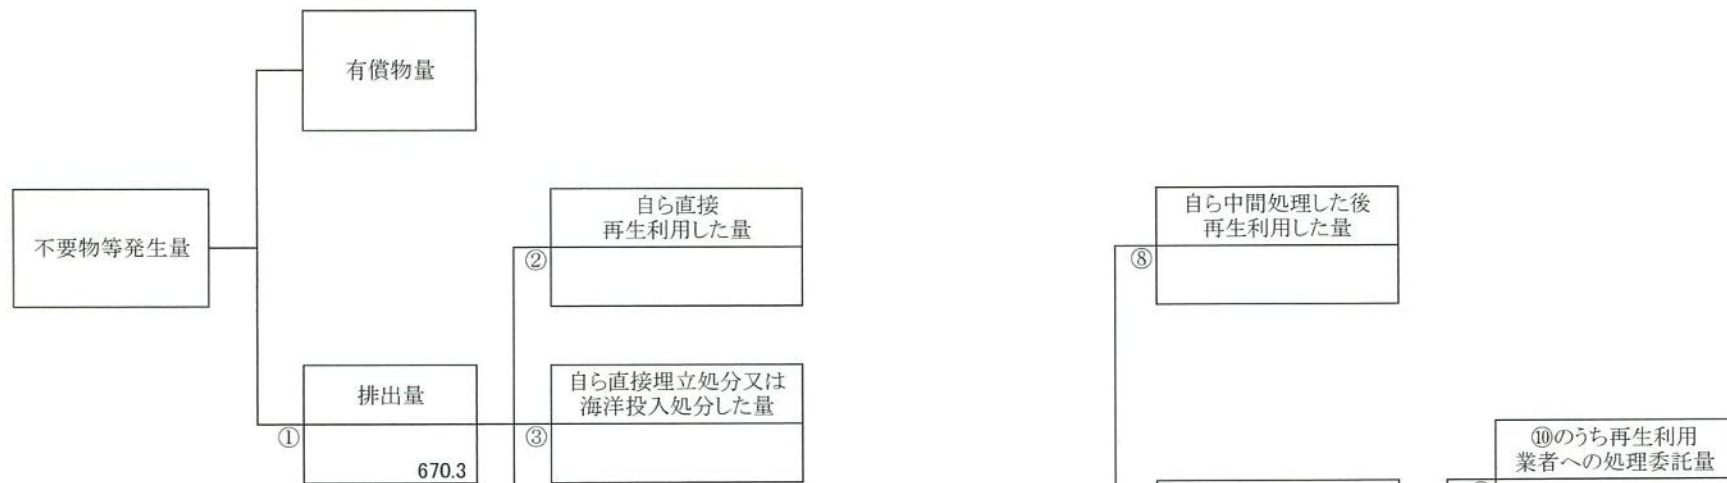 有償物量
不要物等発生量
自ら直接
再生利用した量
②
自ら中間処理した後
再生利用した量
⑧
排出量
①
670.3
自ら直接埋立処分又は
海洋投入処分した量
③
⑩のうち再生利用
業者への処理委託量